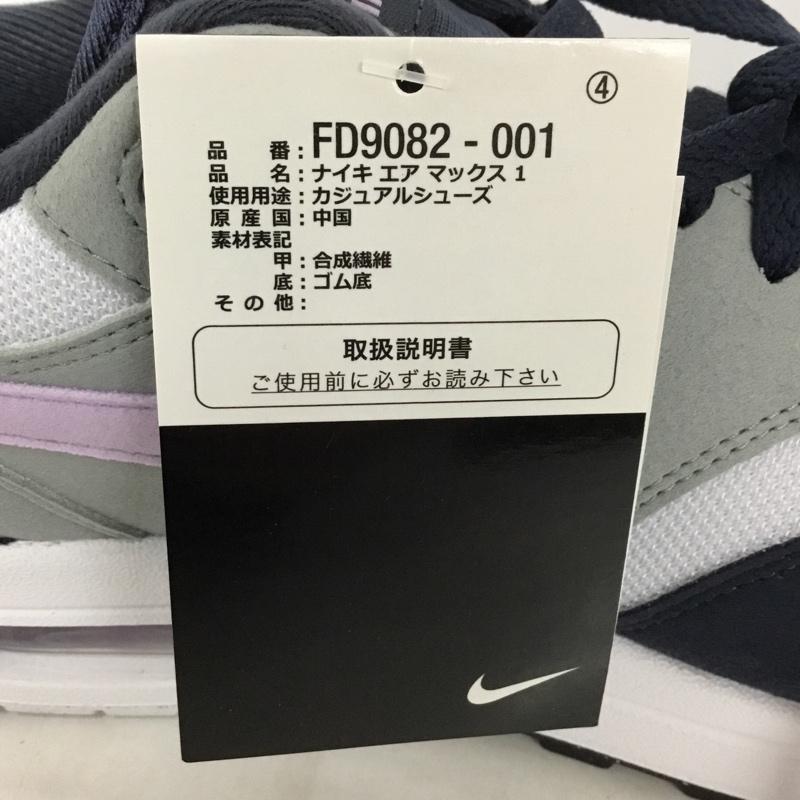 ④
品 番：FD9082 - 001
品 名：ナイキ エア マックス 1
使用用途：カジュアルシューズ
原 産 国：中国
素材表記
甲：合成繊維
底：ゴム底
そ の 他：
取扱説明書
ご使用前に必ずお読み下さい